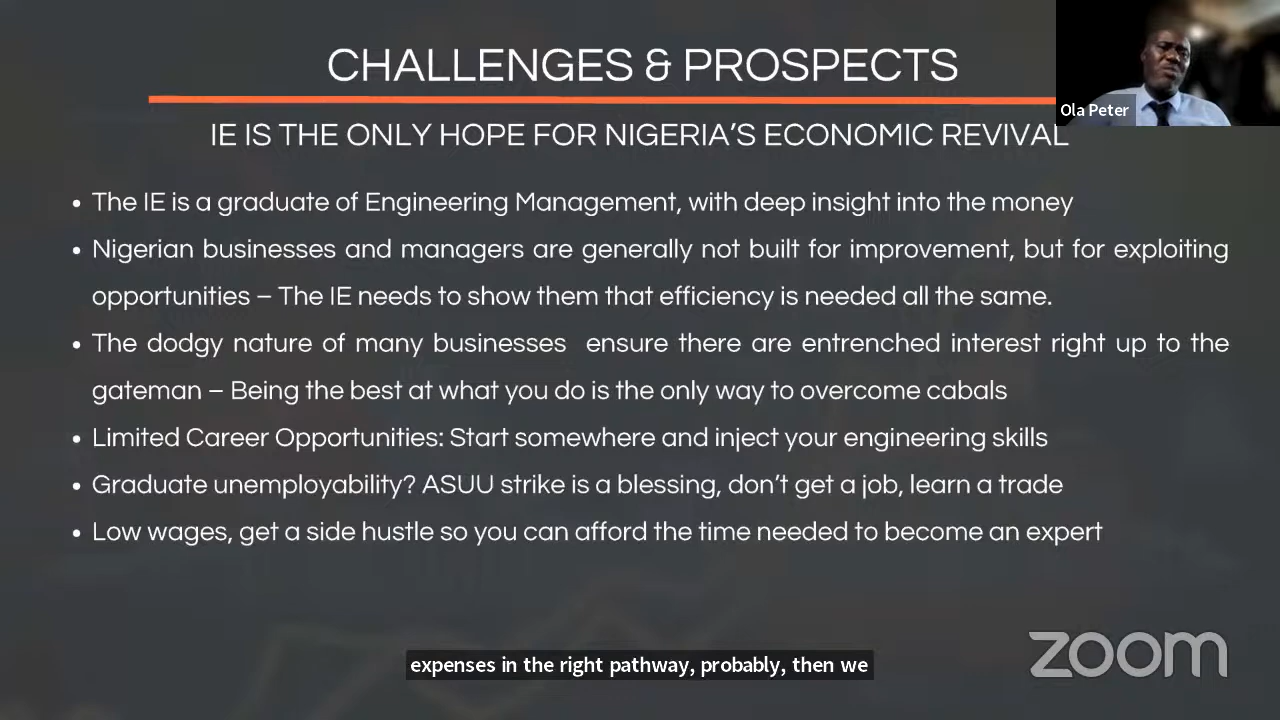 CHALLENGES & PROSPECTS
Ola Peter
IE IS THE ONLY HOPE FOR NIGERIA'S ECONOMIC REVIVAL
• The IE is a graduate of Engineering Management, with deep insight into the money
• Nigerian businesses and managers are generally not built for improvement, but for exploiting
opportunities – The IE needs to show them that efficiency is needed all the same.
• The dodgy nature of many businesses ensure there are entrenched interest right up to the
gateman – Being the best at what you do is the only way to overcome cabals
• Limited Career Opportunities: Start somewhere and inject your engineering skills
• Graduate unemployability? ASUU strike is a blessing, don't get a job, learn a trade
• Low wages, get a side hustle so you can afford the time needed to become an expert
zoom
expenses in the right pathway, probably, then we